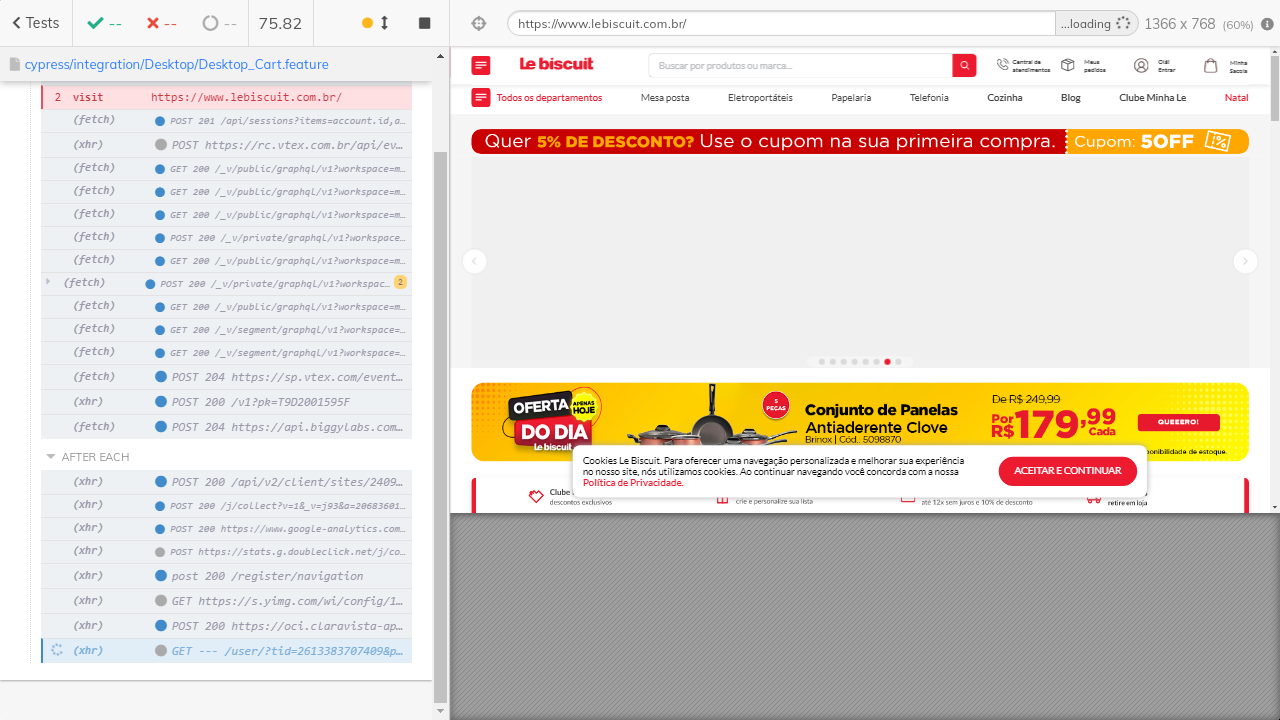 Tests
--
--
--
75.82
cypress/integration/Desktop/Desktop_Cart.feature
2 visit https://www.lebiscuit.com.br/
(fetch) POST 201 /api/sessions?items=account.id,a...
(xhr) POST https://rc.vtex.com.br/api/ev...
(fetch) GET 200 /_v/public/graphql/v1?workspace=m...
(fetch) GET 200 /_v/public/graphql/v1?workspace=m...
(fetch) GET 200 /_v/public/graphql/v1?workspace=m...
(fetch) POST 200 /_v/private/graphql/v1?workspace...
(fetch) GET 200 /_v/public/graphql/v1?workspace=m...
(fetch) POST 200 /_v/private/graphql/v1?workspac... 2
(fetch) GET 200 /_v/public/graphql/v1?workspace=m...
(fetch) GET 200 /_v/segment/graphql/v1?workspace=...
(fetch) GET 200 /_v/segment/graphql/v1?workspace=...
(fetch) POST 204 https://sp.vtex.com/event...
(xhr) POST 200 /v1?pk=T9D2001595F
(fetch) POST 204 https://api.biggylabs.com...
AFTER EACH
(xhr) POST 200 /api/v2/client/ws/09...
(xhr) POST 200 /j/collect?v=1&_v=j93&a=20683601...
(xhr) POST 200 https://www.google-analytics.com...
(xhr) POST https://stats.g.doubleclick.net/j/co...
(xhr) post 200 /register/navigation
(xhr) GET https://s.yimg.com/wi/config/1...
(xhr) POST 200 https://oci.claravista-ap...
(xhr) GET --- /user/?tid=2613383707409&p...
https://www.lebiscuit.com.br/
...loading
1366 x 768 (60%)
Le biscuit
Buscar por produtos ou marca...
Central de atendimentos
Meus pedidos
Olá! Entrar
Minha Sacola
Todos os departamentos
Mesa posta
Eletroportáteis
Papelaria
Telefonia
Cozinha
Blog
Clube Minha Le
Natal
Quer 5% DE DESCONTO? Use o cupom na sua primeira compra.
Cupom: 5OFF
OFERTA
APENAS HOJE
DO DIA
le biscuit
5 PEÇAS
Conjunto de Panelas
Antiaderente Clove
Brinox | Cód.: 5098870
De R$ 249,99
Por R$179,99 Cada
QUEEERO!
ponibilidade de estoque.
Cookies Le Biscuit. Para oferecer uma navegação personalizada e melhorar sua experiência
no nosso site, nós utilizamos cookies. Ao continuar navegando você concorda com a nossa
Política de Privacidade.
ACEITAR E CONTINUAR
Clube
descontos exclusivos
crie e personalize sua lista
até 12x sem juros e 10% de desconto
retire em loja